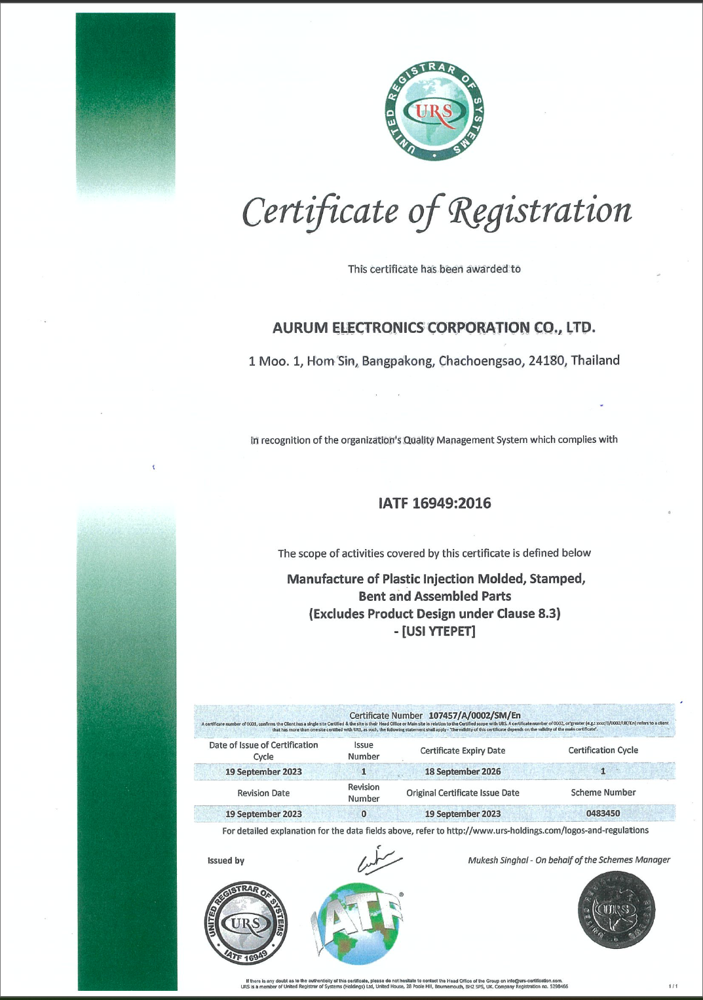 UNITED REGISTRAR OF SYSTEMS
URS
Certificate of Registration
This certificate has been awarded to
AURUM ELECTRONICS CORPORATION CO., LTD.
1 Moo. 1, Hom Sin, Bangpakong, Chachoengsao, 24180, Thailand
in recognition of the organization's Quality Management System which complies with
IATF 16949:2016
The scope of activities covered by this certificate is defined below
Manufacture of Plastic Injection Molded, Stamped,
Bent and Assembled Parts
(Excludes Product Design under Clause 8.3)
- [USI YTEPET]
Certificate Number 107457/A/0002/SM/En
A certificate number of 0001, confirms the Client has a single site Certified & the site is their Head Office or Main site in relation to the Certified scope with URS. A certificate number of 0002, or greater (e.g.: xxxx/B/0002/UK/En) refers to a client
that has more than one site certified with URS, as such, the following statement shall apply - 'The validity of this certificate depends on the validity of the main certificate'.
Date of Issue of Certification Cycle
Issue Number
Certificate Expiry Date
Certification Cycle
19 September 2023 1 18 September 2026 1
Revision Date
Revision Number
Original Certificate Issue Date
Scheme Number
19 September 2023 0 19 September 2023 0483450
For detailed explanation for the data fields above, refer to http://www.urs-holdings.com/logos-and-regulations
Issued by
Mukesh Singhal - On behalf of the Schemes Manager
UNITED REGISTRAR OF SYSTEMS
URS
IATF 16949
IATF®
URS
If there is any doubt as to the authenticity of this certificate, please do not hesitate to contact the Head Office of the Group on info@urs-certification.com.
URS is a member of United Registrar of Systems (Holdings) Ltd, United House, 28 Poole Hill, Bournemouth, BH2 5PS, UK. Company Registration no. 5298466
1 / 1